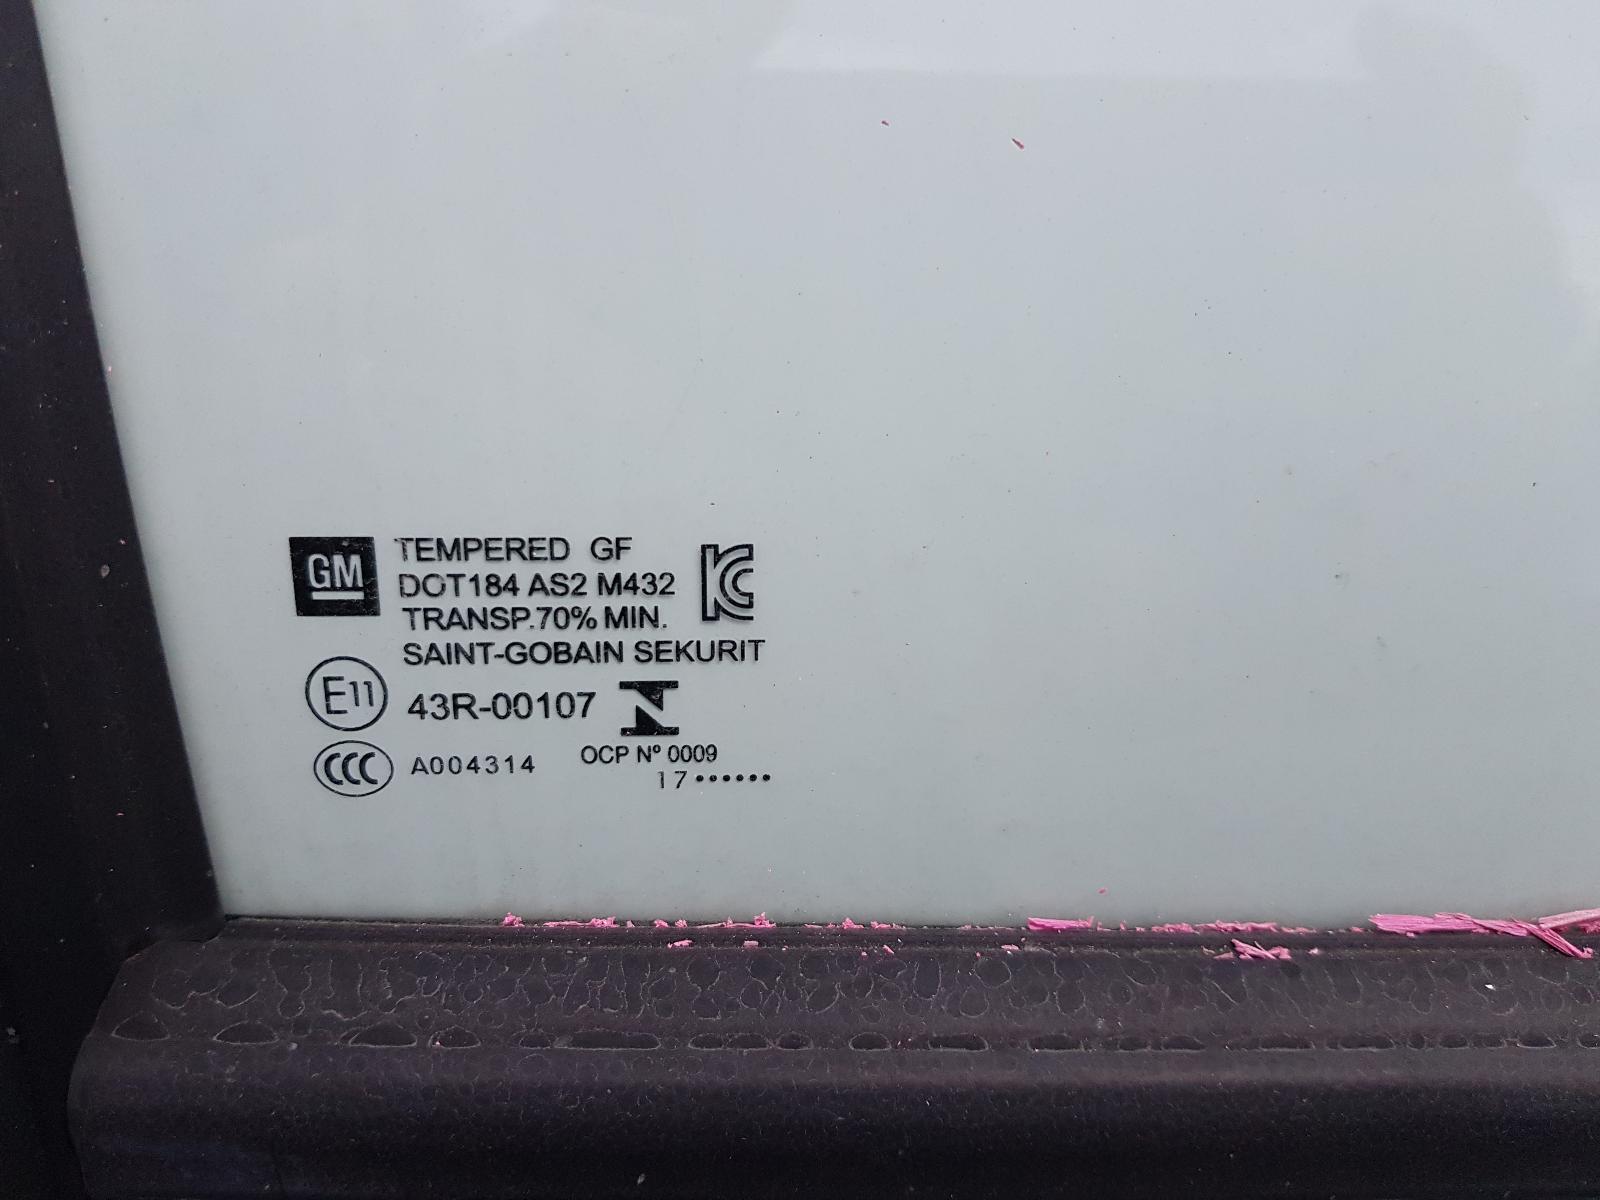 GM TEMPERED GF
DOT184 AS2 M432
TRANSP.70% MIN.
KC
SAINT-GOBAIN SEKURIT
E11 43R-00107 N
CCC A004314 OCP Nº 0009
17••••••